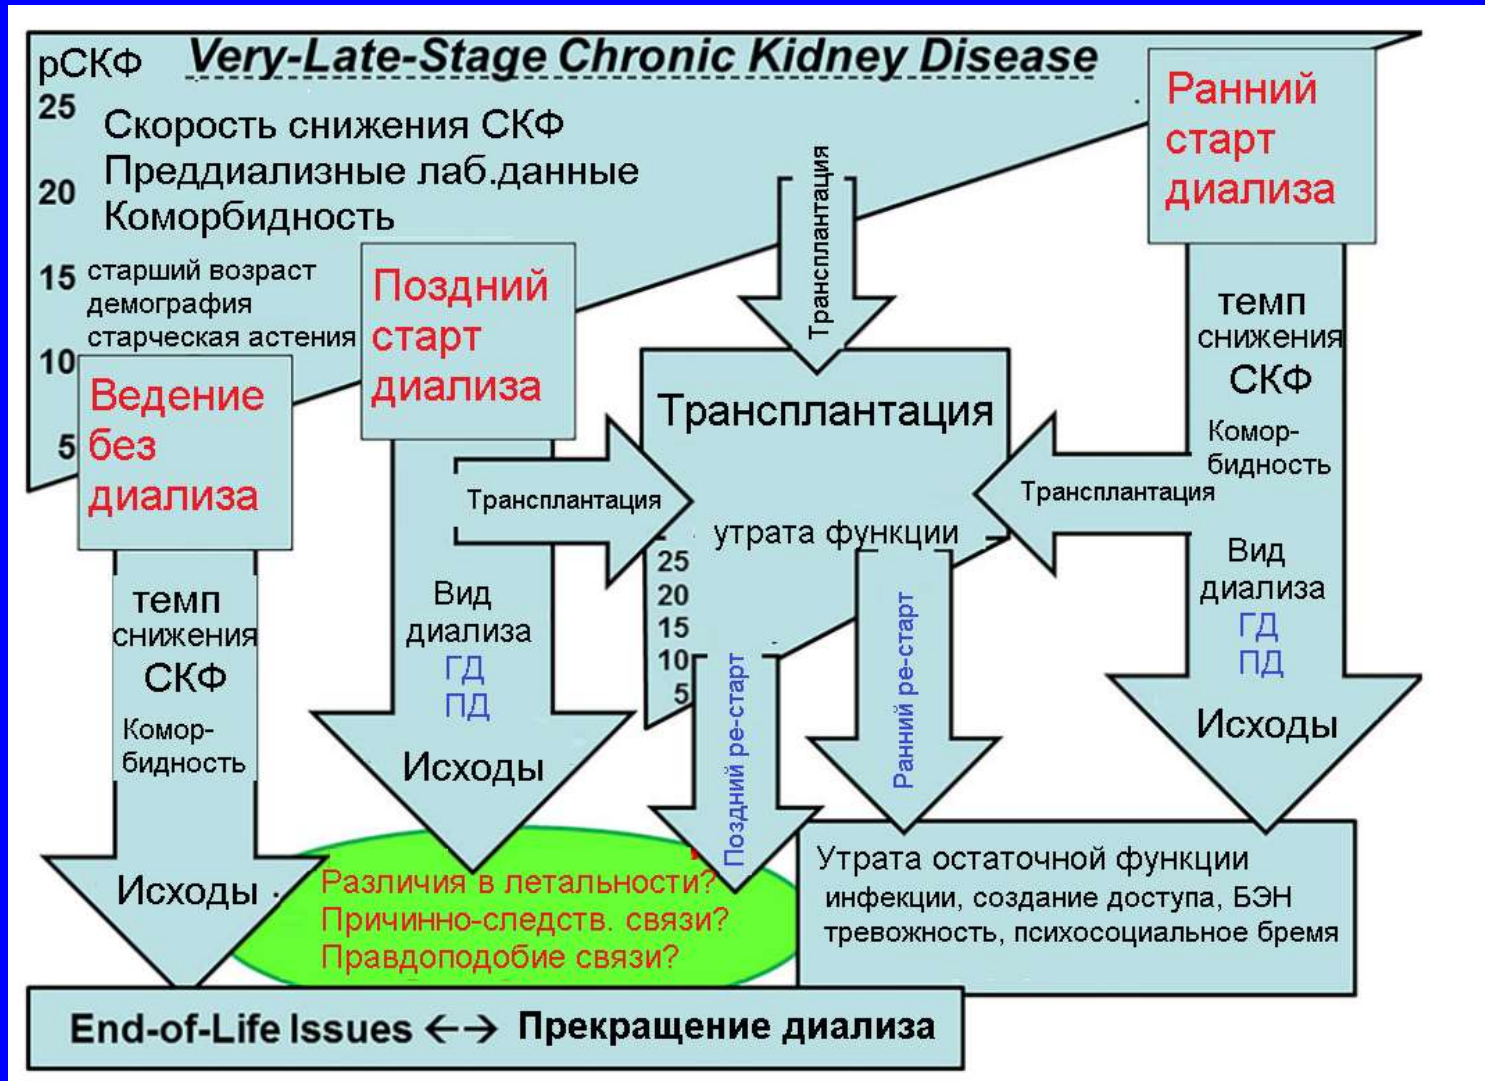 Very-Late-Stage Chronic Kidney Disease
рСКФ
25
20
15
10
5
Скорость снижения СКФ
Преддиализные лаб.данные
Коморбидность
старший возраст
демография
старческая астения
Ведение
без
диализа
темп
снижения
СКФ
Комор-
бидность
Исходы
Поздний
старт
диализа
Трансплантация
Вид
диализа
ГД
ПД
Исходы
Трансплантация
Трансплантация
утрата функции
25
20
15
10
5
Поздний ре-старт
Ранний ре-старт
Ранний
старт
диализа
темп
снижения
СКФ
Комор-
бидность
Трансплантация
Вид
диализа
ГД
ПД
Исходы
Различия в летальности?
Причинно-следств. связи?
Правдоподобие связи?
Утрата остаточной функции
инфекции, создание доступа, БЭН
тревожность, психосоциальное бремя
End-of-Life Issues ←→ Прекращение диализа